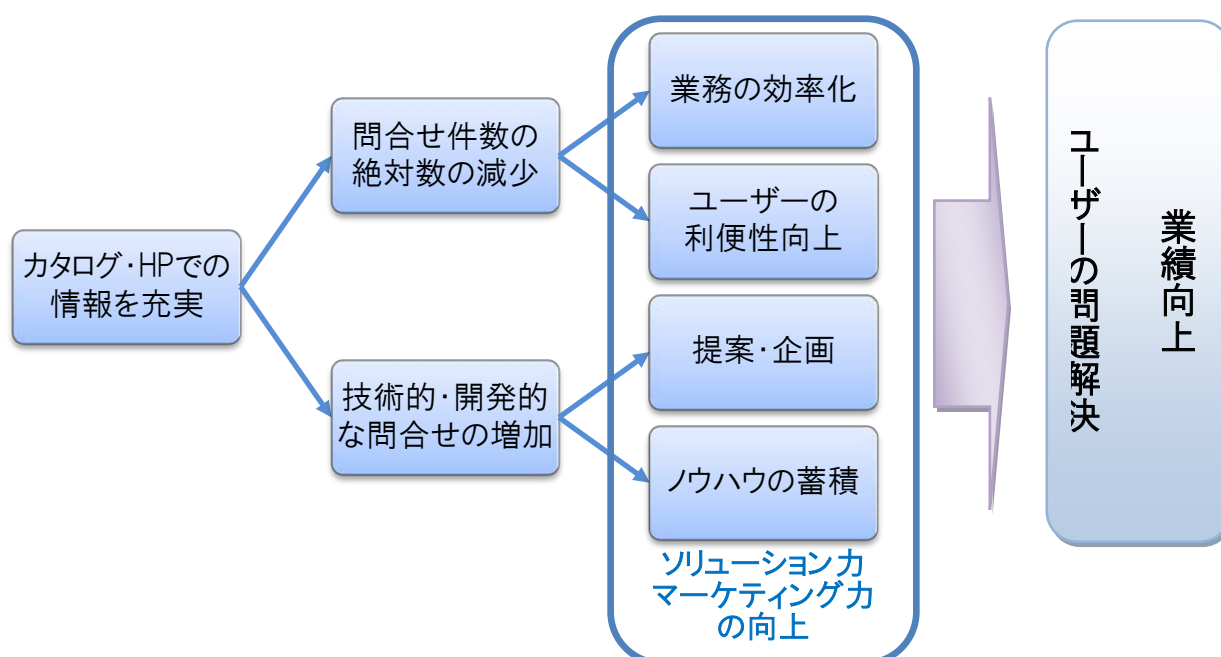 カタログ・HPでの
情報を充実
問合せ件数の
絶対数の減少
技術的・開発的
な問合せの増加
業務の効率化
ユーザーの
利便性向上
提案・企画
ノウハウの蓄積
ソリューション力
マーケティング力
の向上
業績向上
ユーザーの問題解決